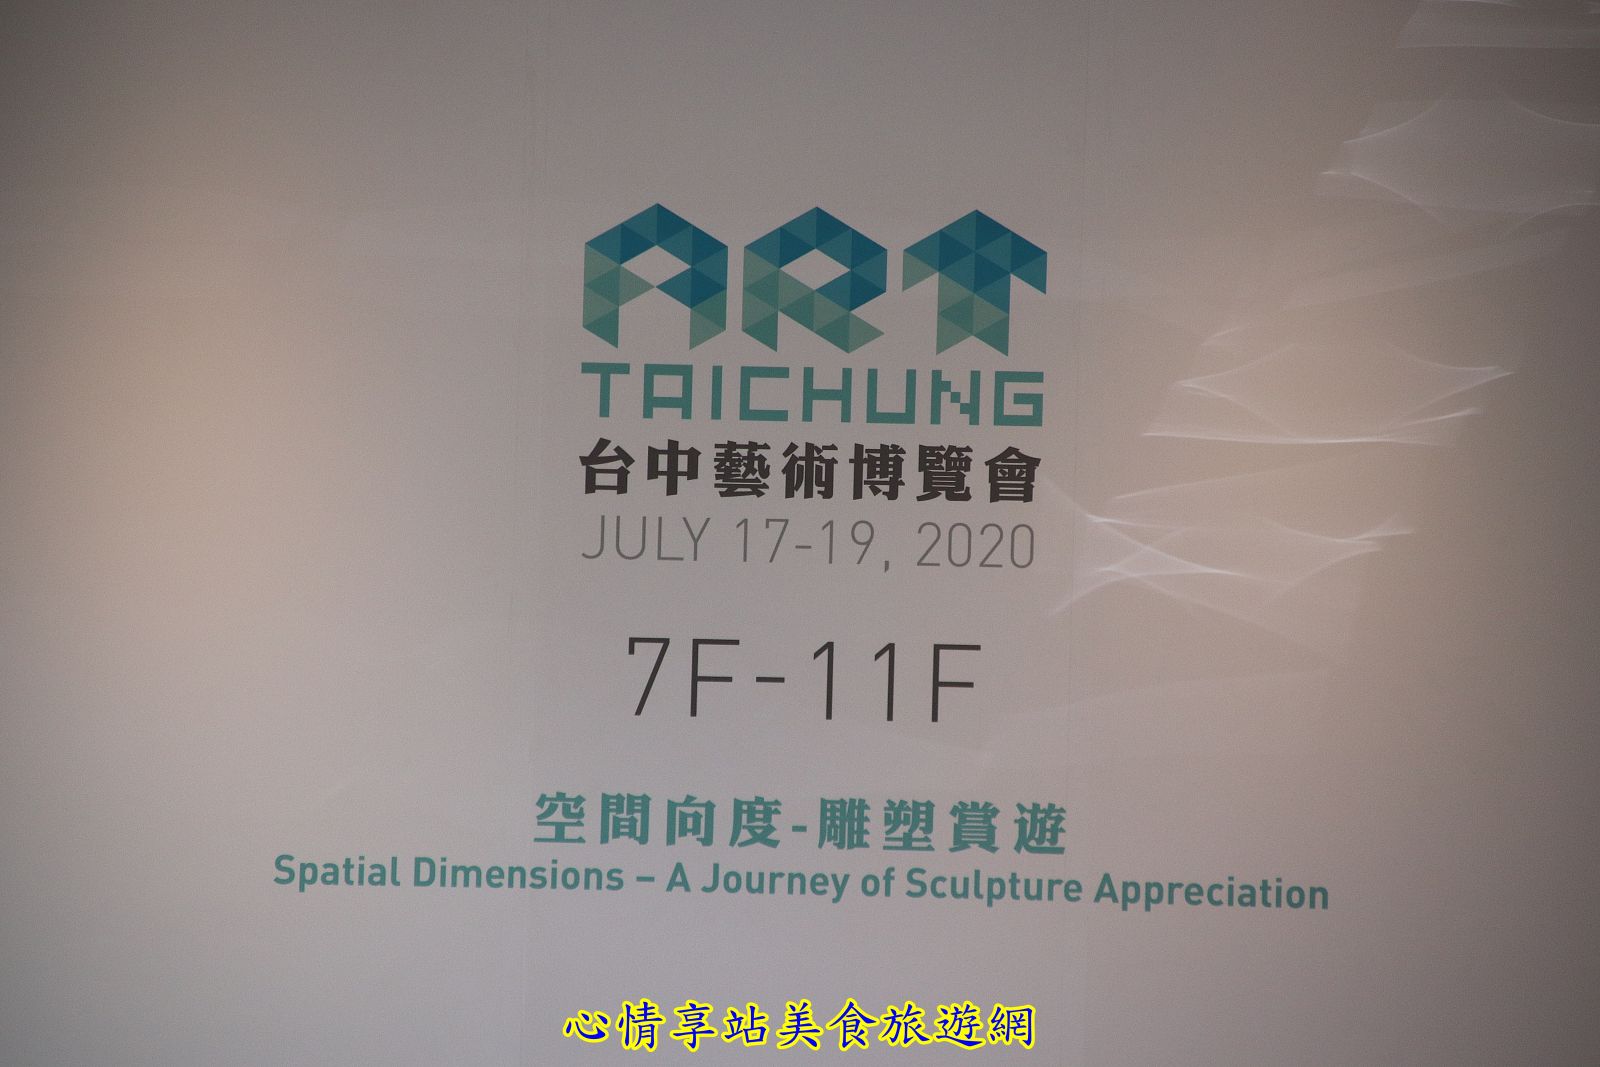 ART
TAICHUNG
台中藝術博覽會
JULY 17-19, 2020
7F-11F
空間向度-雕塑賞遊
Spatial Dimensions – A Journey of Sculpture Appreciation
心情享站美食旅遊網